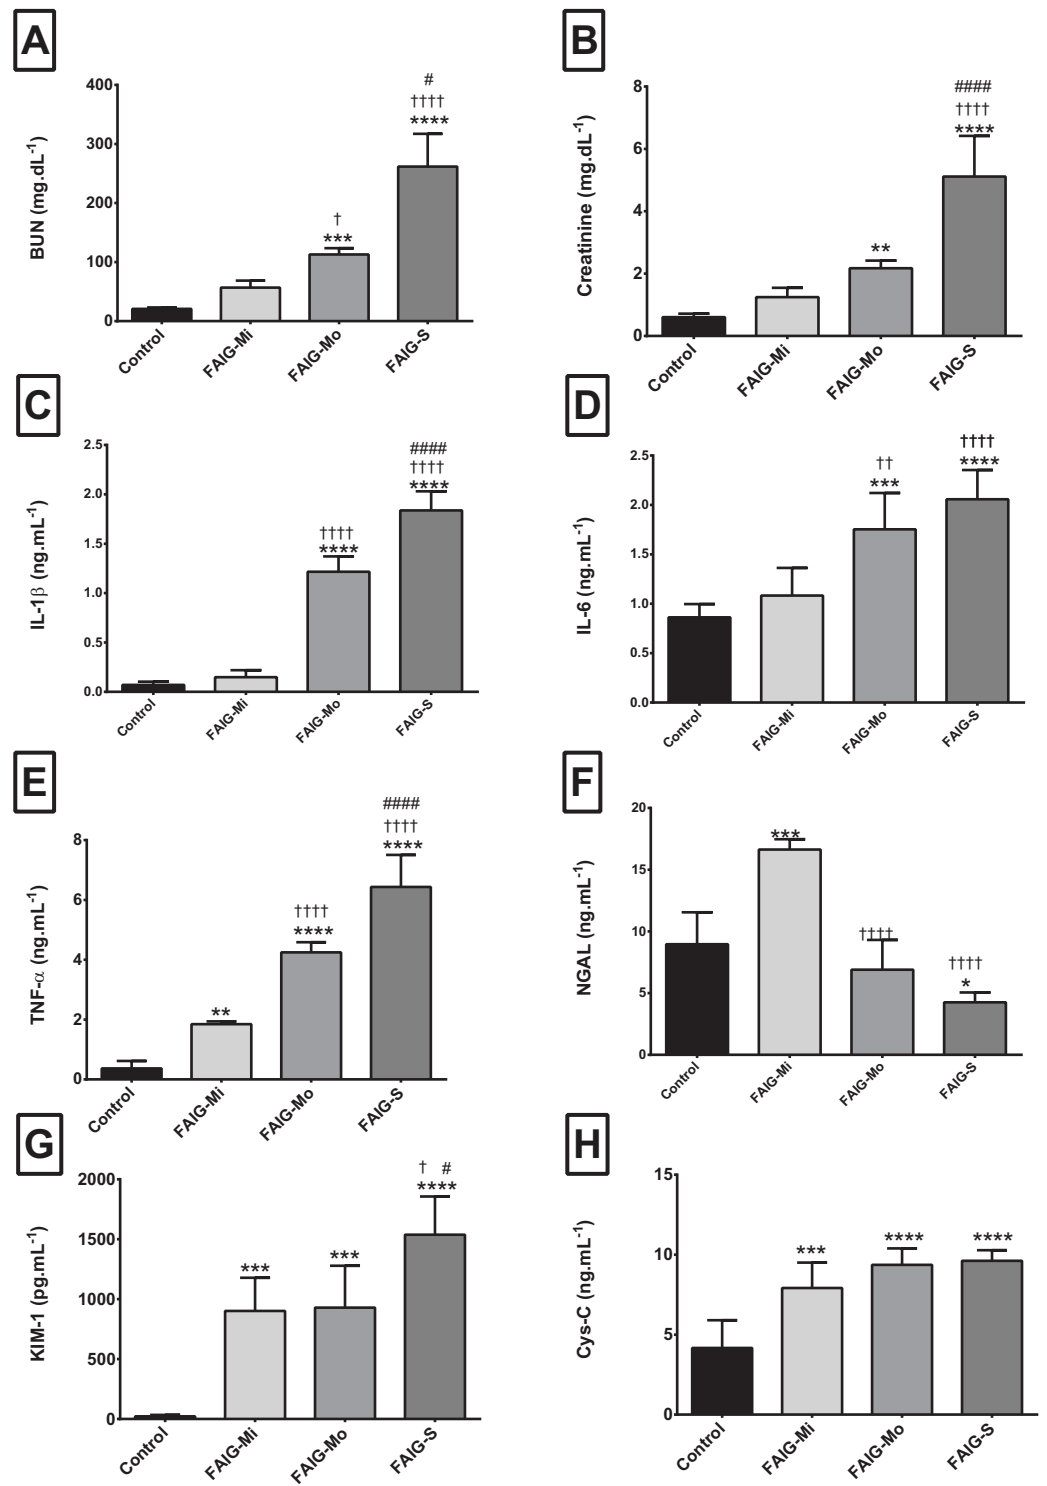 A
BUN (mg.dL-1)
400
300
200
100
0
#
††††
****
†
***
Control
FAIG-Mi
FAIG-Mo
FAIG-S
B
Creatinine (mg.dL-1)
8
6
4
2
0
####
††††
****
**
Control
FAIG-Mi
FAIG-Mo
FAIG-S
C
IL-1β (ng.mL-1)
2.5
2.0
1.5
1.0
0.5
0.0
####
††††
****
††††
****
Control
FAIG-Mi
FAIG-Mo
FAIG-S
D
IL-6 (ng.mL-1)
2.5
2.0
1.5
1.0
0.5
0.0
††††
****
††
***
Control
FAIG-Mi
FAIG-Mo
FAIG-S
E
TNF-α (ng.mL-1)
8
6
4
2
0
####
††††
****
††††
****
**
Control
FAIG-Mi
FAIG-Mo
FAIG-S
F
NGAL (ng.mL-1)
20
15
10
5
0
***
††††
††††
*
Control
FAIG-Mi
FAIG-Mo
FAIG-S
G
KIM-1 (pg.mL-1)
2000
1500
1000
500
0
† #
****
***
***
Control
FAIG-Mi
FAIG-Mo
FAIG-S
H
Cys-C (ng.mL-1)
15
10
5
0
***
****
****
Control
FAIG-Mi
FAIG-Mo
FAIG-S